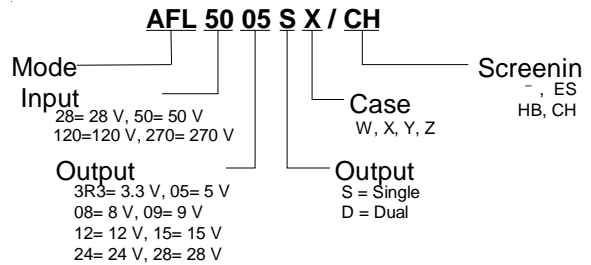 AFL 50 05 S X / CH
Mode
Input
28= 28 V, 50= 50 V
120=120 V, 270= 270 V
Output
3R3= 3.3 V, 05= 5 V
08= 8 V, 09= 9 V
12= 12 V, 15= 15 V
24= 24 V, 28= 28 V
Output
S = Single
D = Dual
Case
W, X, Y, Z
Screenin
– , ES
HB, CH